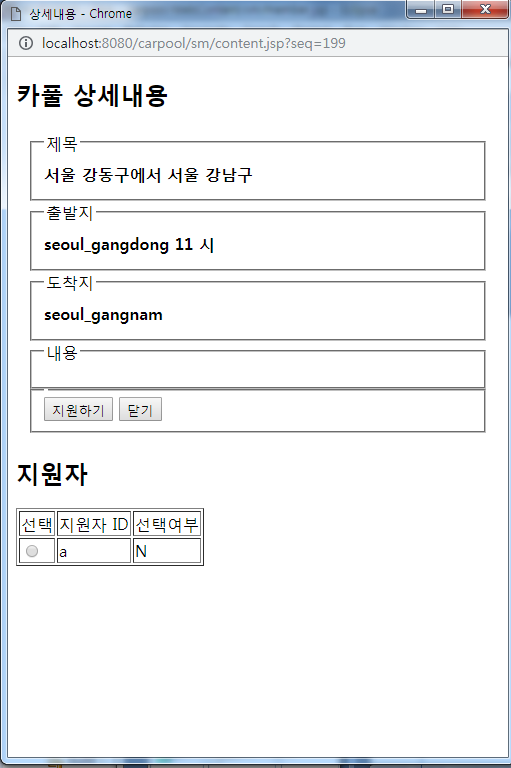 상세내용 - Chrome
localhost:8080/carpool/sm/content.jsp?seq=199
카풀 상세내용
제목
서울 강동구에서 서울 강남구
출발지
seoul_gangdong 11 시
도착지
seoul_gangnam
내용
지원하기 닫기
지원자
선택 지원자 ID 선택여부
a N